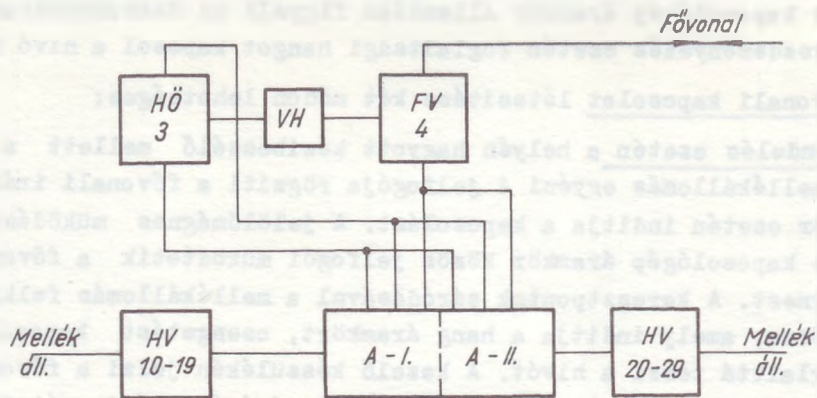 Fővonal
HÖ
3
VH
FV
4
Mellék
áll.
HV
10-19
A-I.
A-II.
HV
20-29
Mellék
áll.